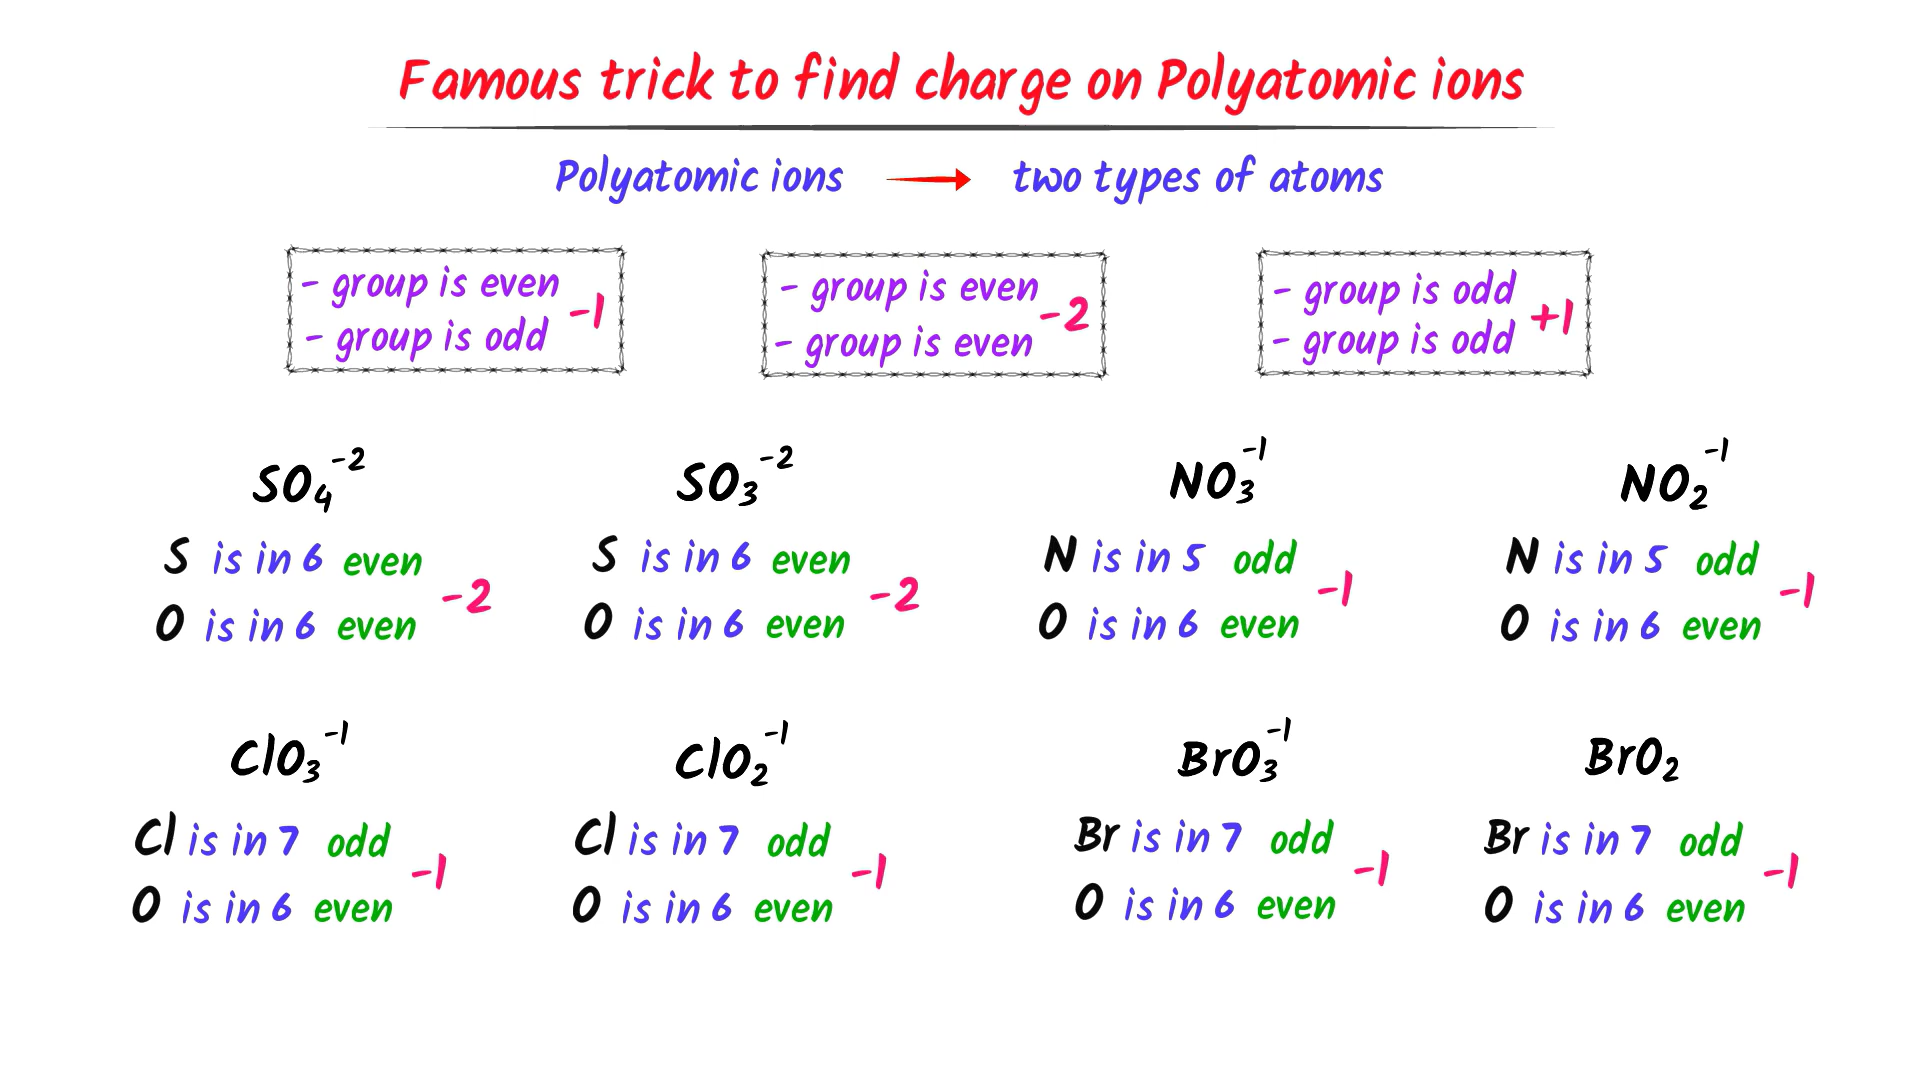 Famous trick to find charge on Polyatomic ions
Polyatomic ions → two types of atoms
- group is even
- group is odd
-1
- group is even
- group is even
-2
- group is odd
- group is odd
+1
SO₄⁻²
S is in 6 even
O is in 6 even
-2
SO₃⁻²
S is in 6 even
O is in 6 even
-2
NO₃⁻¹
N is in 5 odd
O is in 6 even
-1
NO₂⁻¹
N is in 5 odd
O is in 6 even
-1
ClO₃⁻¹
Cl is in 7 odd
O is in 6 even
-1
ClO₂⁻¹
Cl is in 7 odd
O is in 6 even
-1
BrO₃⁻¹
Br is in 7 odd
O is in 6 even
-1
BrO₂
Br is in 7 odd
O is in 6 even
-1